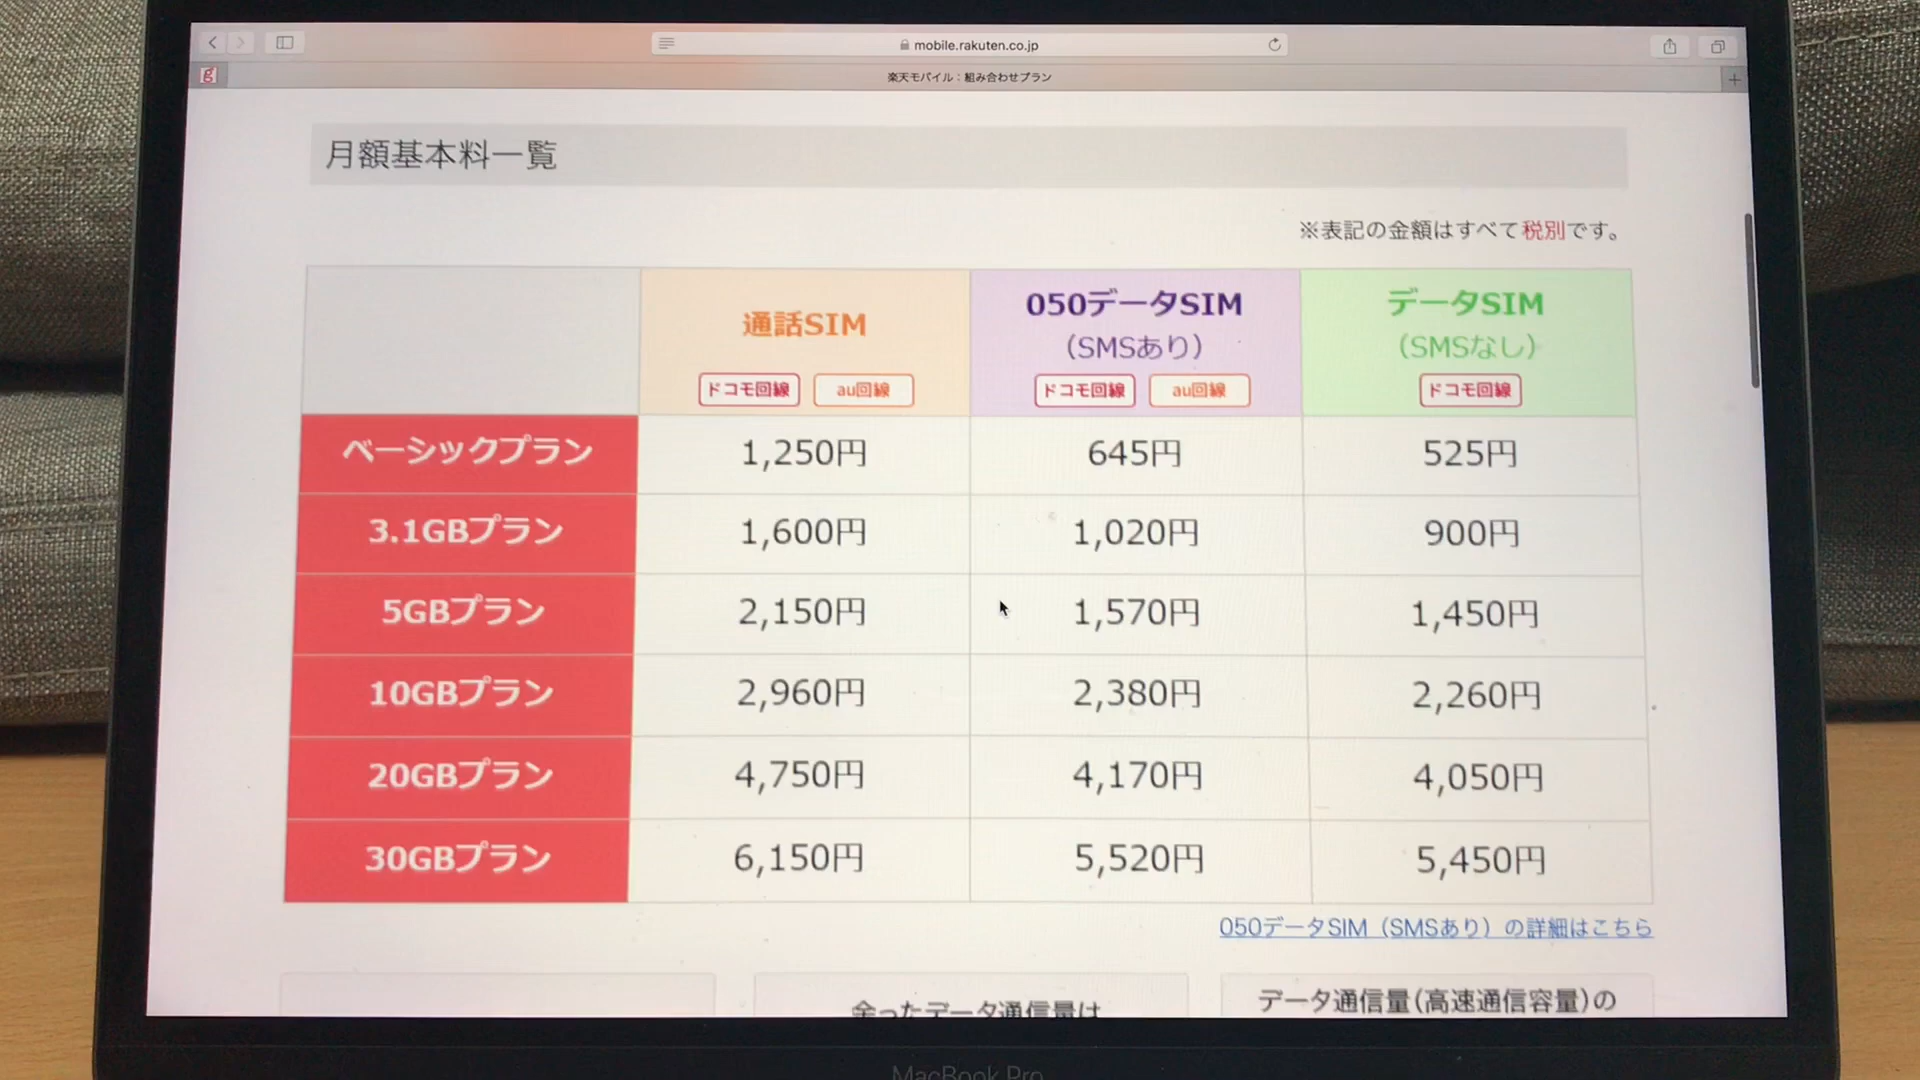 mobile.rakuten.co.jp
g
楽天モバイル：組み合わせプラン
月額基本料一覧
※表記の金額はすべて税別です。
通話SIM
ドコモ回線 au回線
050データSIM
（SMSあり）
ドコモ回線 au回線
データSIM
（SMSなし）
ドコモ回線
ベーシックプラン 1,250円 645円 525円
3.1GBプラン 1,600円 1,020円 900円
5GBプラン 2,150円 1,570円 1,450円
10GBプラン 2,960円 2,380円 2,260円
20GBプラン 4,750円 4,170円 4,050円
30GBプラン 6,150円 5,520円 5,450円
050データSIM（SMSあり）の詳細はこちら
余ったデータ通信量は
データ通信量(高速通信容量)の
MacBook Pro